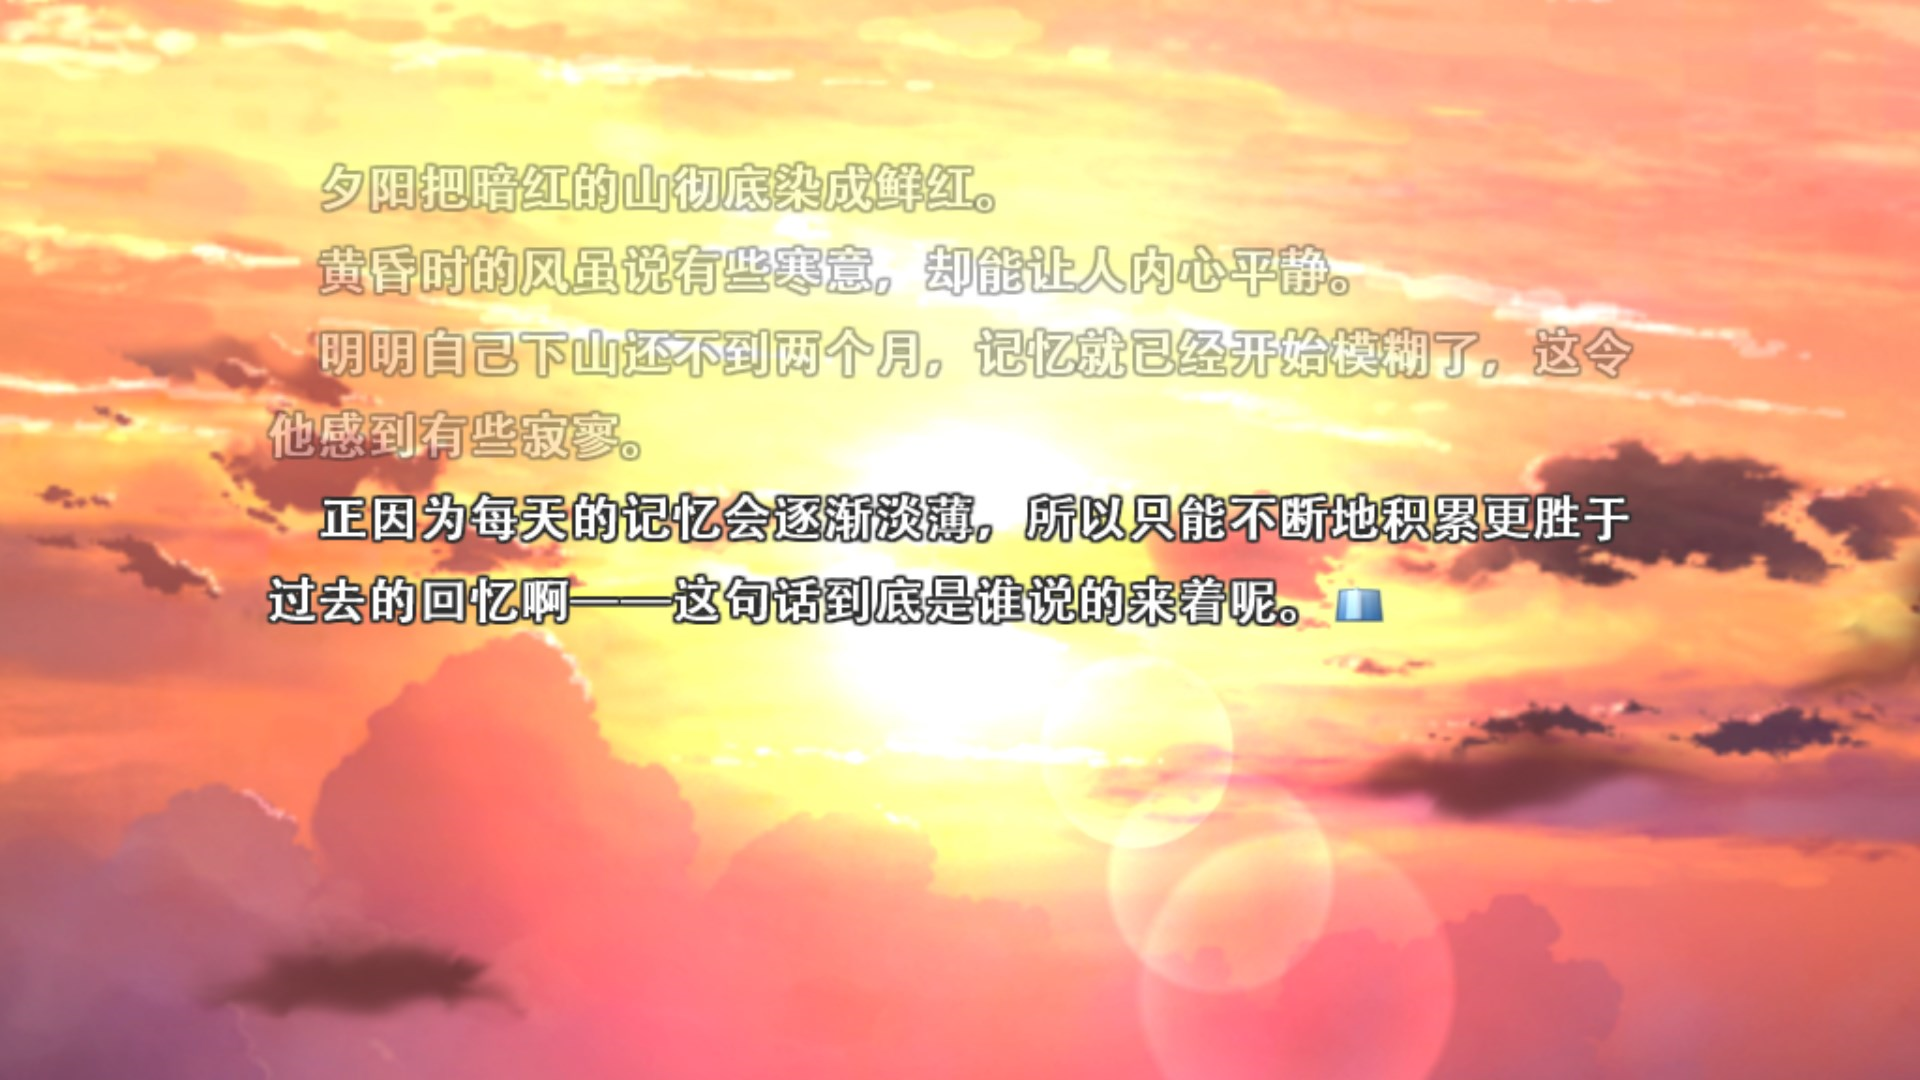 夕阳把暗红的山彻底染成鲜红。
黄昏时的风虽说有些寒意，却能让人内心平静。
明明自己下山还不到两个月，记忆就已经开始模糊了，这令
他感到有些寂寥。
正因为每天的记忆会逐渐淡薄，所以只能不断地积累更胜于
过去的回忆啊——这句话到底是谁说的来着呢。